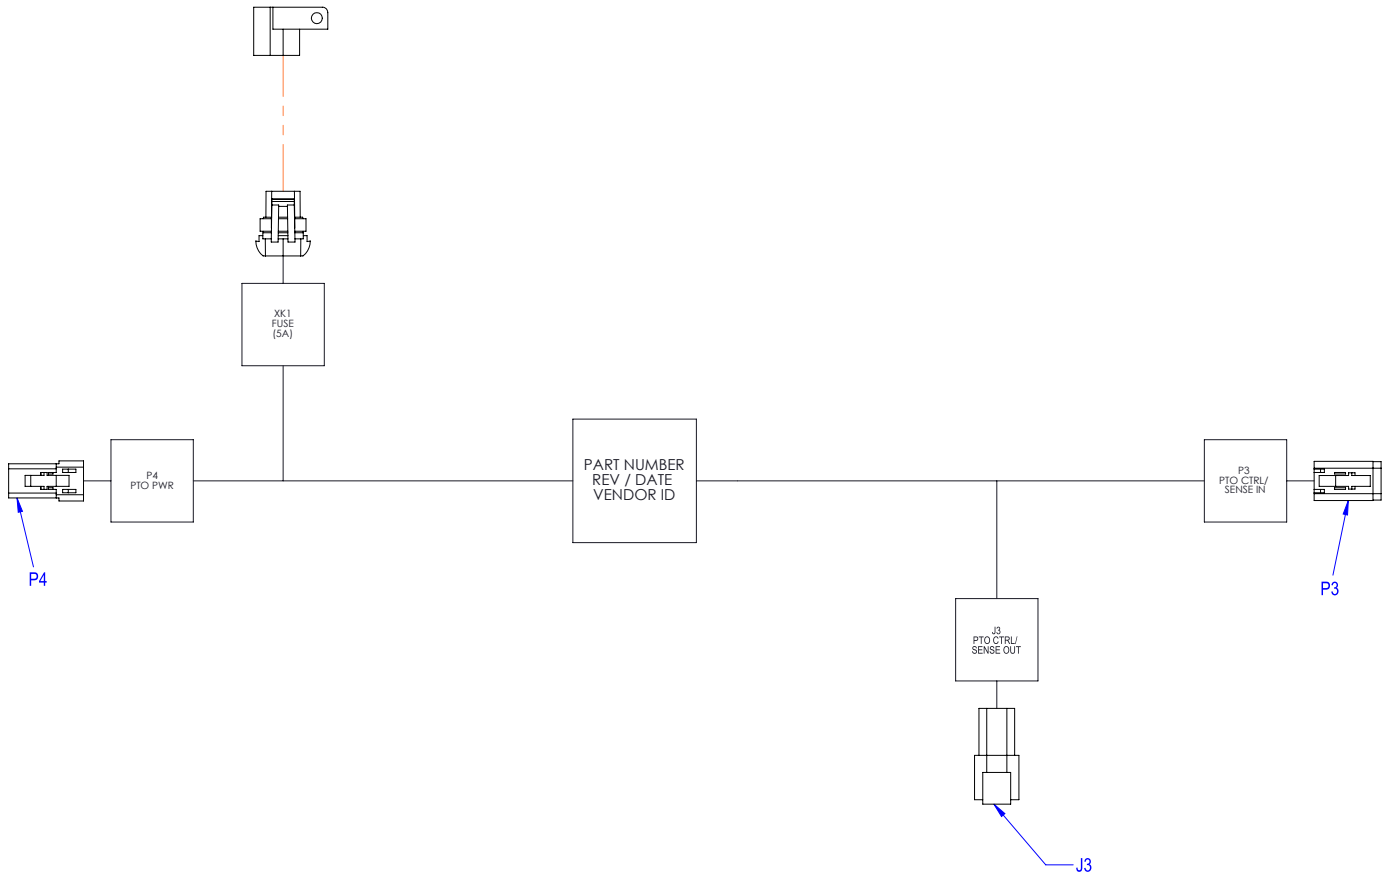 XK1
FUSE
(5A)
P4
PTO PWR
PART NUMBER
REV / DATE
VENDOR ID
P3
PTO CTRL/
SENSE IN
P4
P3
J3
PTO CTRL/
SENSE OUT
J3